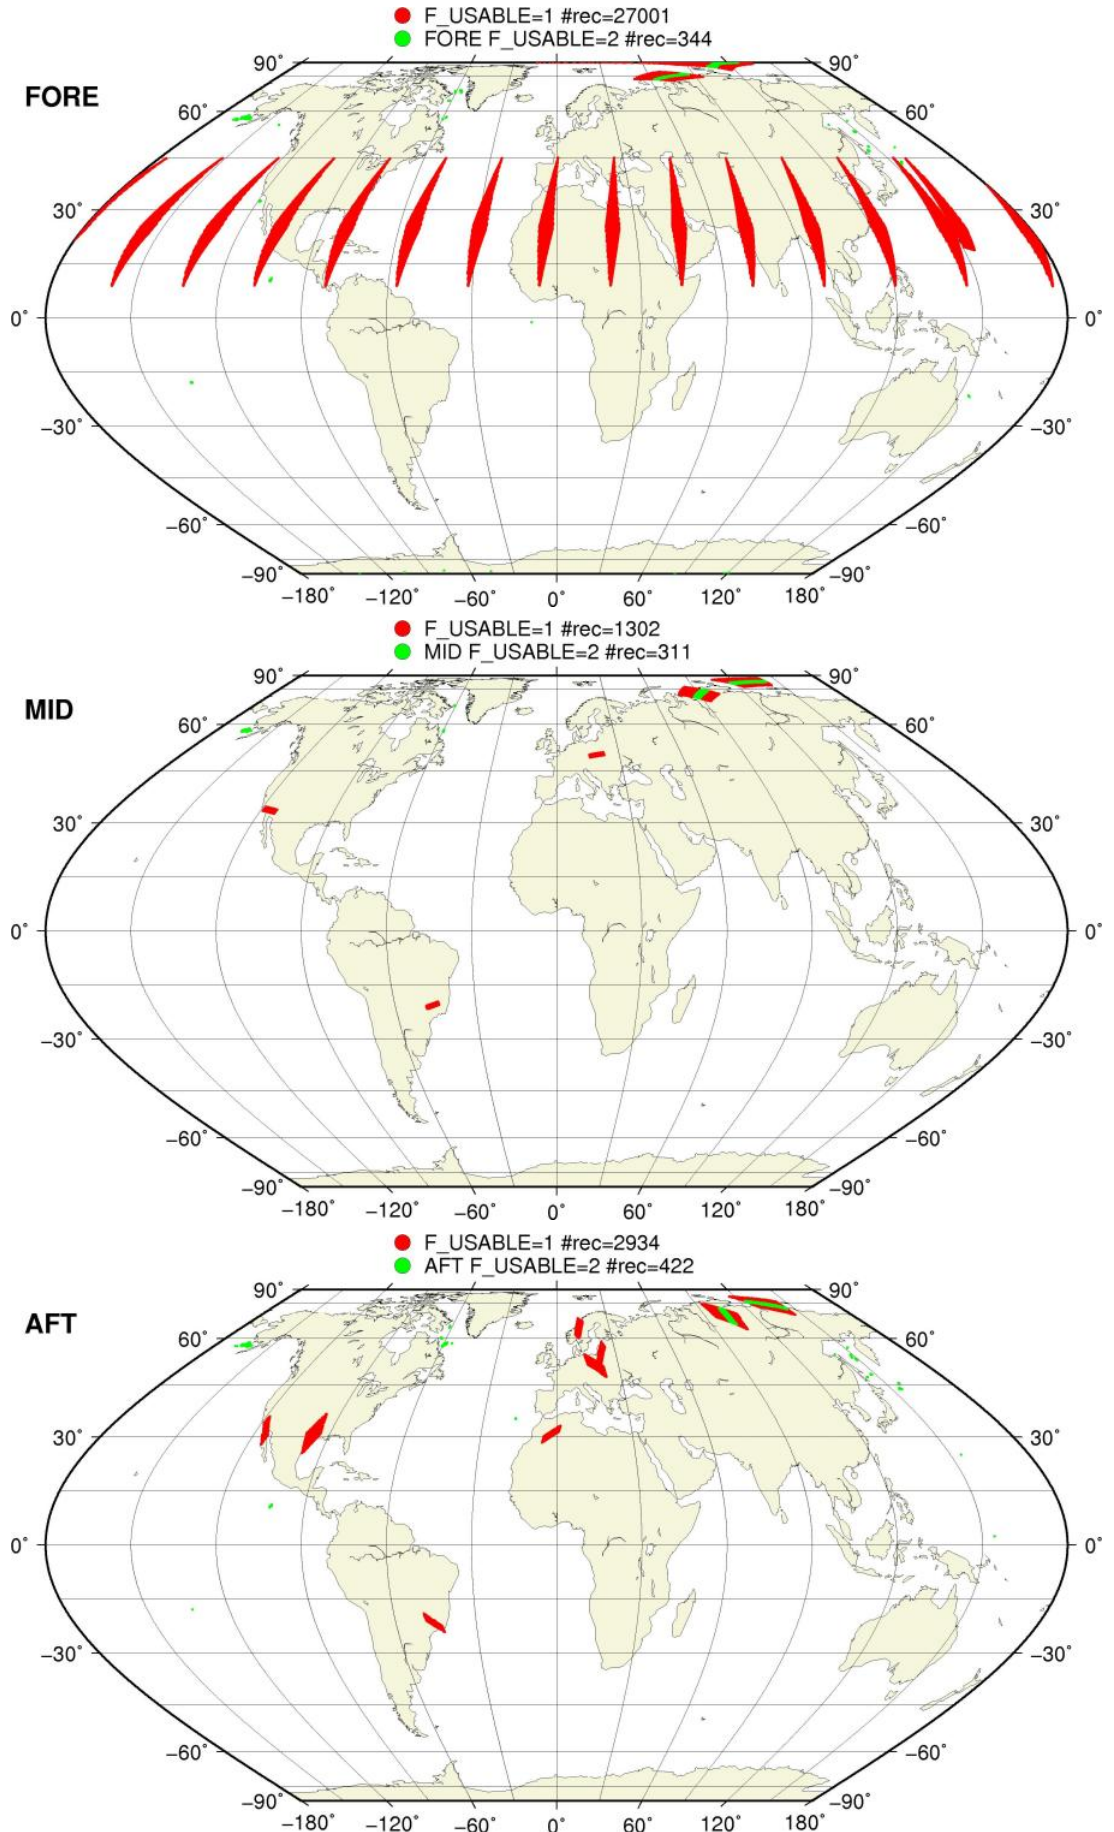 F_USABLE=1 #rec=27001
FORE F_USABLE=2 #rec=344
FORE
90° 90°
60° 60°
30° 30°
0° 0°
−30° −30°
−60° −60°
−90° −90°
−180° −120° −60° 0° 60° 120° 180°
F_USABLE=1 #rec=1302
MID F_USABLE=2 #rec=311
MID
90° 90°
60° 60°
30° 30°
0° 0°
−30° −30°
−60° −60°
−90° −90°
−180° −120° −60° 0° 60° 120° 180°
F_USABLE=1 #rec=2934
AFT F_USABLE=2 #rec=422
AFT
90° 90°
60° 60°
30° 30°
0° 0°
−30° −30°
−60° −60°
−90° −90°
−180° −120° −60° 0° 60° 120° 180°